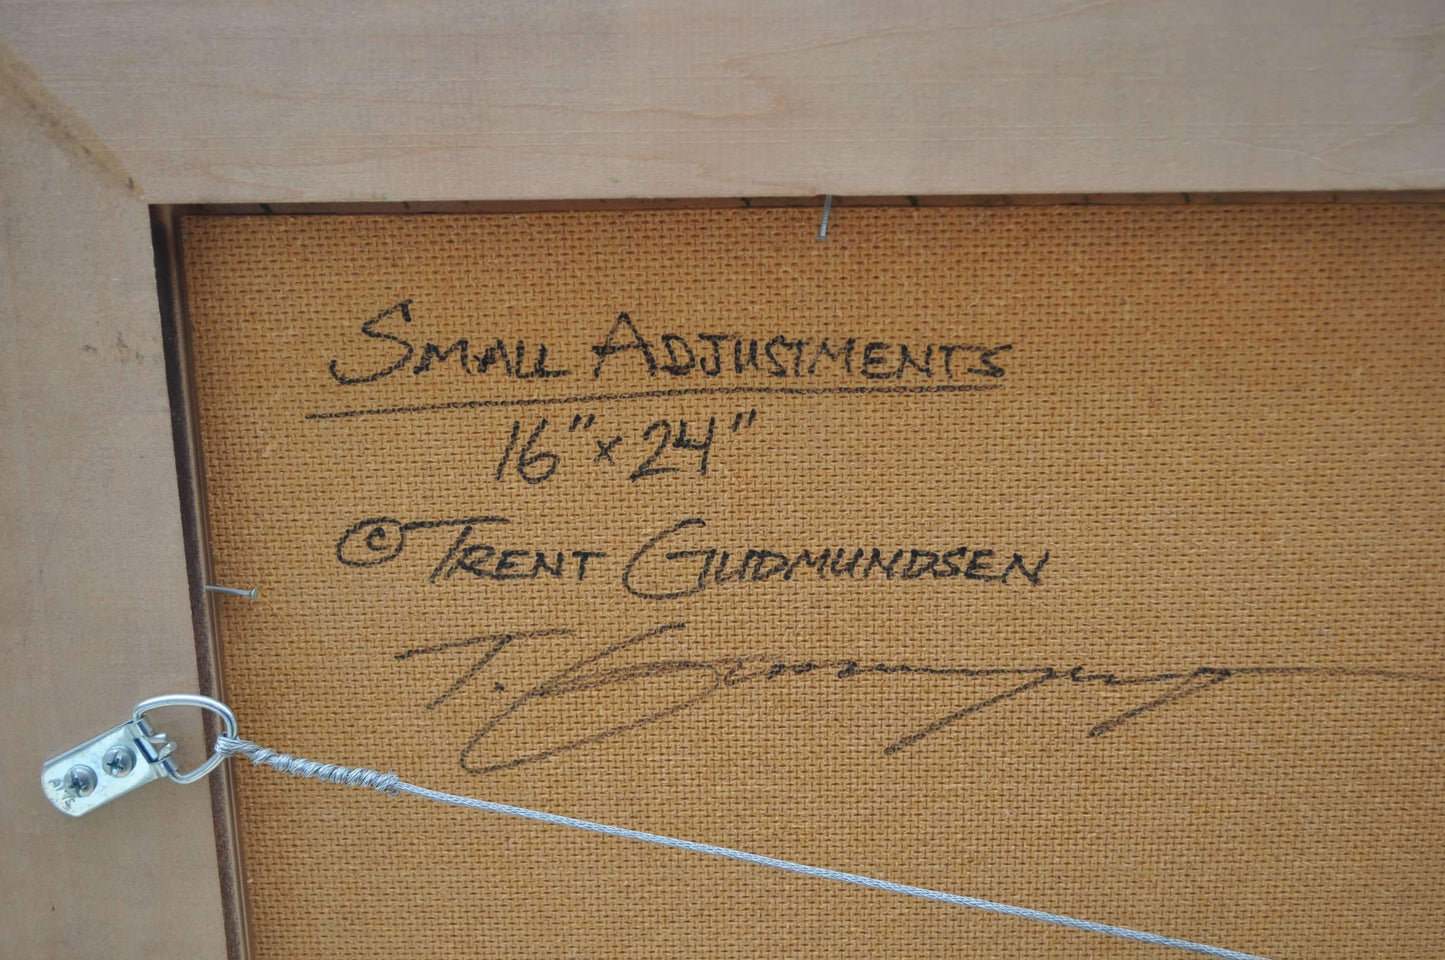 SMALL ADJUSTMENTS
16" x 24"
© TRENT GUDMUNDSEN